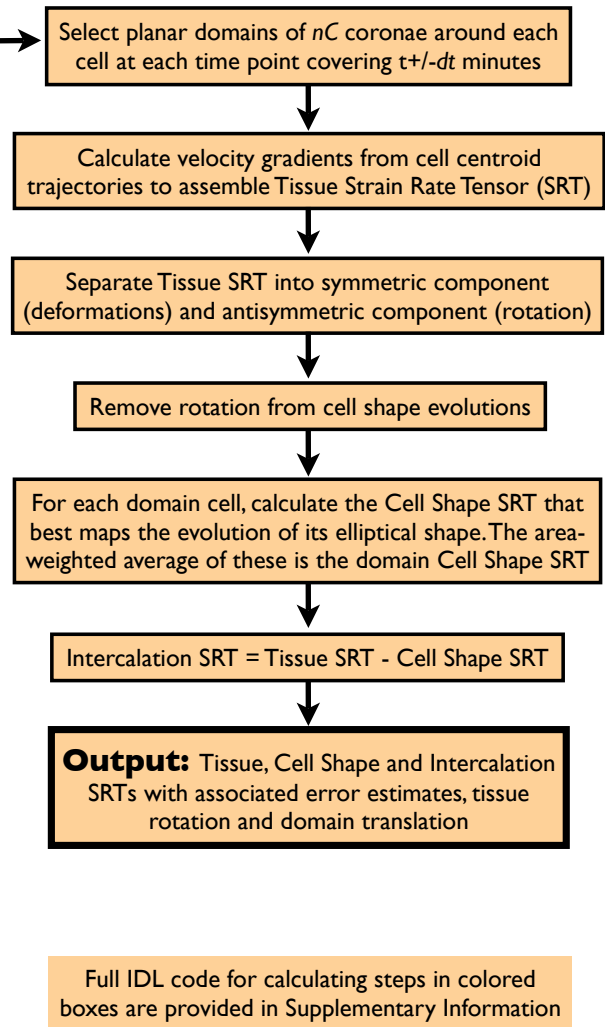 Select planar domains of nC coronae around each
cell at each time point covering t+/-dt minutes
Calculate velocity gradients from cell centroid
trajectories to assemble Tissue Strain Rate Tensor (SRT)
Separate Tissue SRT into symmetric component
(deformations) and antisymmetric component (rotation)
Remove rotation from cell shape evolutions
For each domain cell, calculate the Cell Shape SRT that
best maps the evolution of its elliptical shape. The area-
weighted average of these is the domain Cell Shape SRT
Intercalation SRT = Tissue SRT - Cell Shape SRT
Output: Tissue, Cell Shape and Intercalation
SRTs with associated error estimates, tissue
rotation and domain translation
Full IDL code for calculating steps in colored
boxes are provided in Supplementary Information